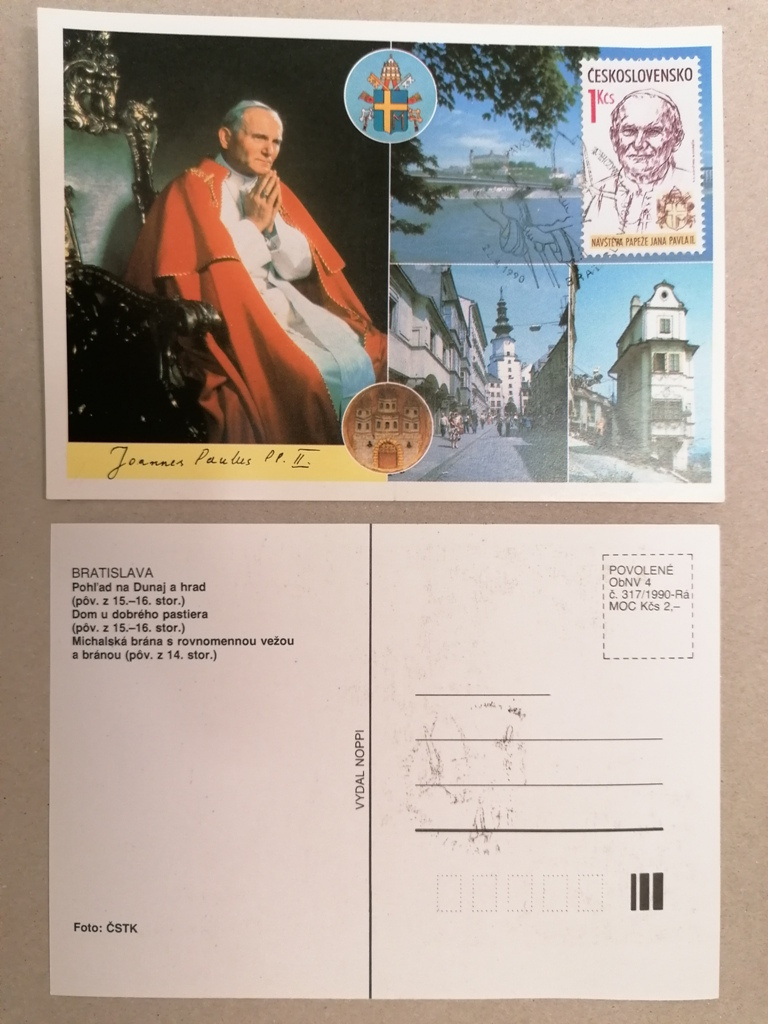 ČESKOSLOVENSKO
1Kčs
NÁVŠTĚVA PAPEŽE JANA PAVLA II.
1990
Joannes Paulus PP. II.
BRATISLAVA
Pohľad na Dunaj a hrad
(pôv. z 15.–16. stor.)
Dom u dobrého pastiera
(pôv. z 15.–16. stor.)
Michalská brána s rovnomennou vežou
a bránou (pôv. z 14. stor.)
Foto: ČSTK
VYDAL NOPPI
POVOLENÉ
ObNV 4
č. 317/1990-Rá
MOC Kčs 2,–